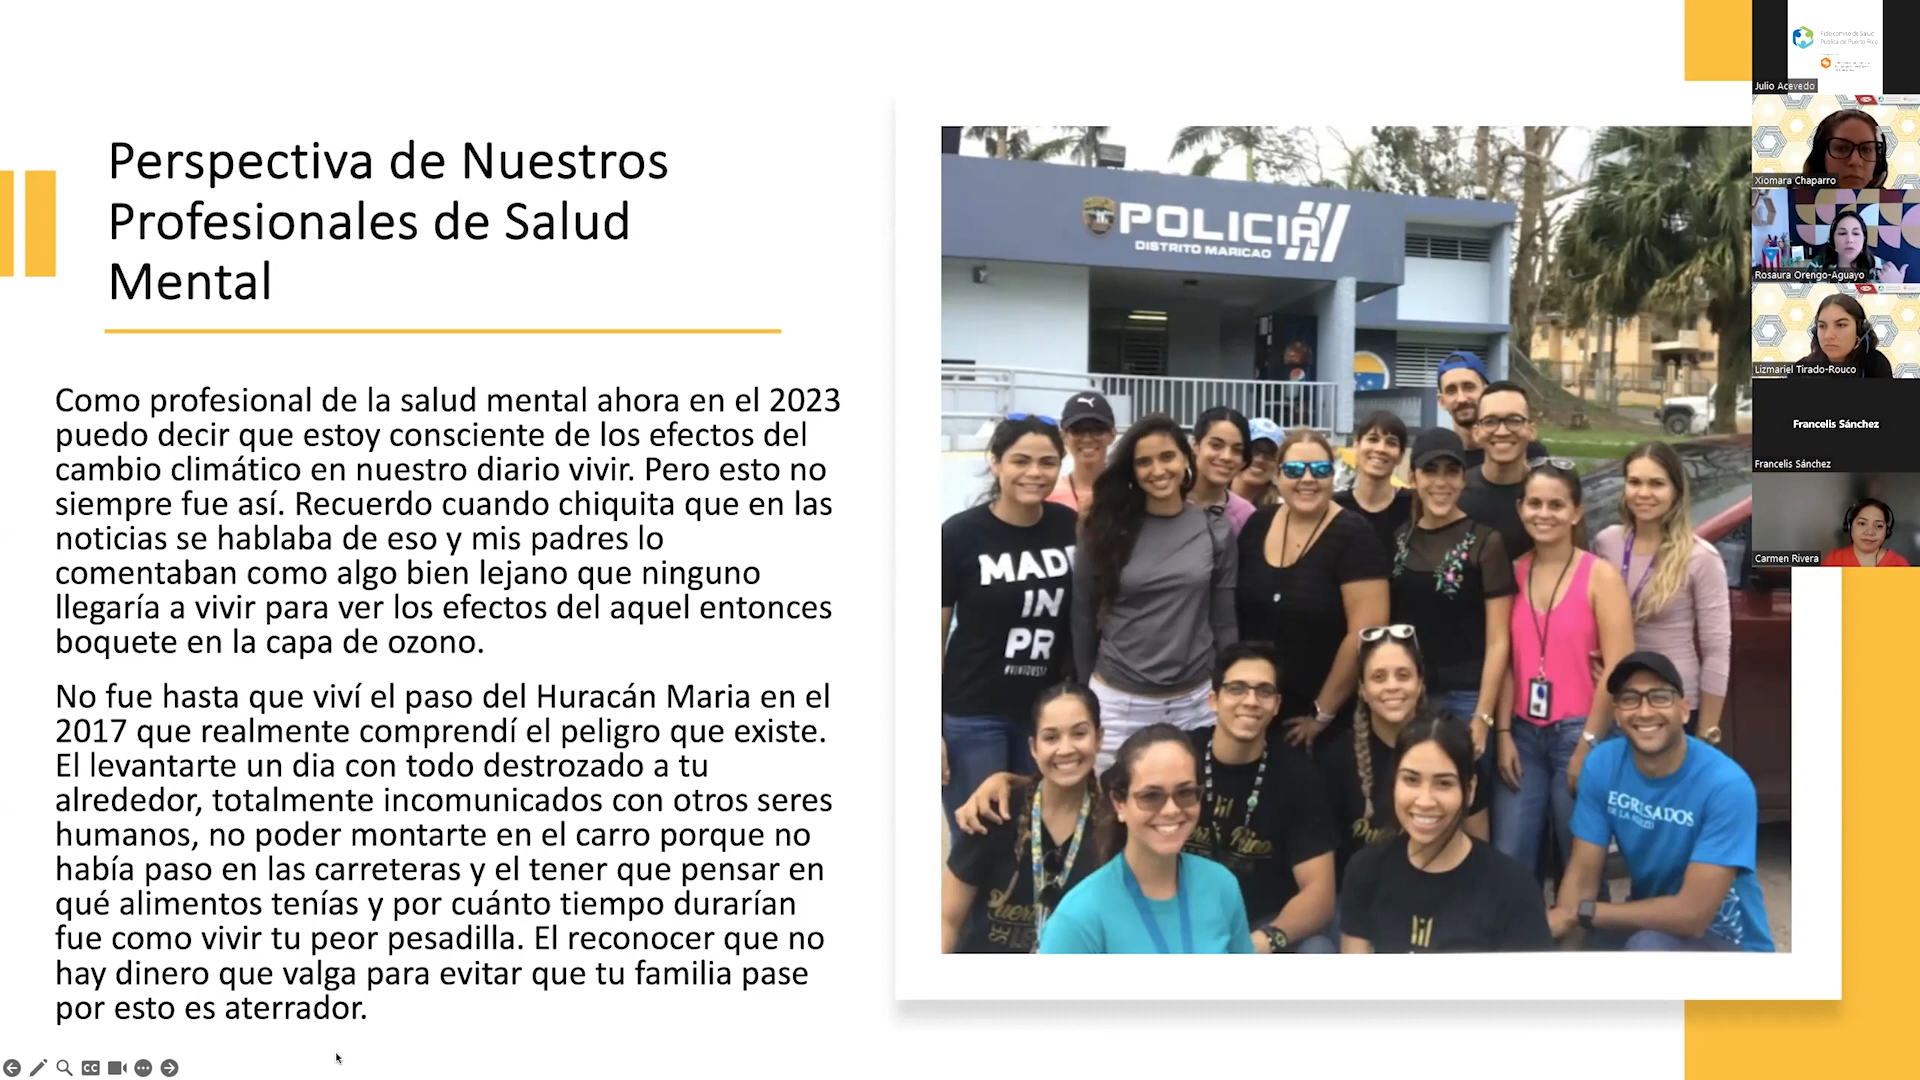 Perspectiva de Nuestros
Profesionales de Salud
Mental
Como profesional de la salud mental ahora en el 2023
puedo decir que estoy consciente de los efectos del
cambio climático en nuestro diario vivir. Pero esto no
siempre fue así. Recuerdo cuando chiquita que en las
noticias se hablaba de eso y mis padres lo
comentaban como algo bien lejano que ninguno
llegaría a vivir para ver los efectos del aquel entonces
boquete en la capa de ozono.
No fue hasta que viví el paso del Huracán Maria en el
2017 que realmente comprendí el peligro que existe.
El levantarte un dia con todo destrozado a tu
alrededor, totalmente incomunicados con otros seres
humanos, no poder montarte en el carro porque no
había paso en las carreteras y el tener que pensar en
qué alimentos tenías y por cuánto tiempo durarían
fue como vivir tu peor pesadilla. El reconocer que no
hay dinero que valga para evitar que tu familia pase
por esto es aterrador.
POLICIA
DISTRITO MARICAO
MADE
IN
PR
EGRESADOS
Fideicomiso de Salud
Pública de Puerto Rico
Julio Acevedo
Xiomara Chaparro
Rosaura Orengo-Aguayo
Lizmariel Tirado-Rouco
Francelis Sánchez
Francelis Sánchez
Carmen Rivera
CC